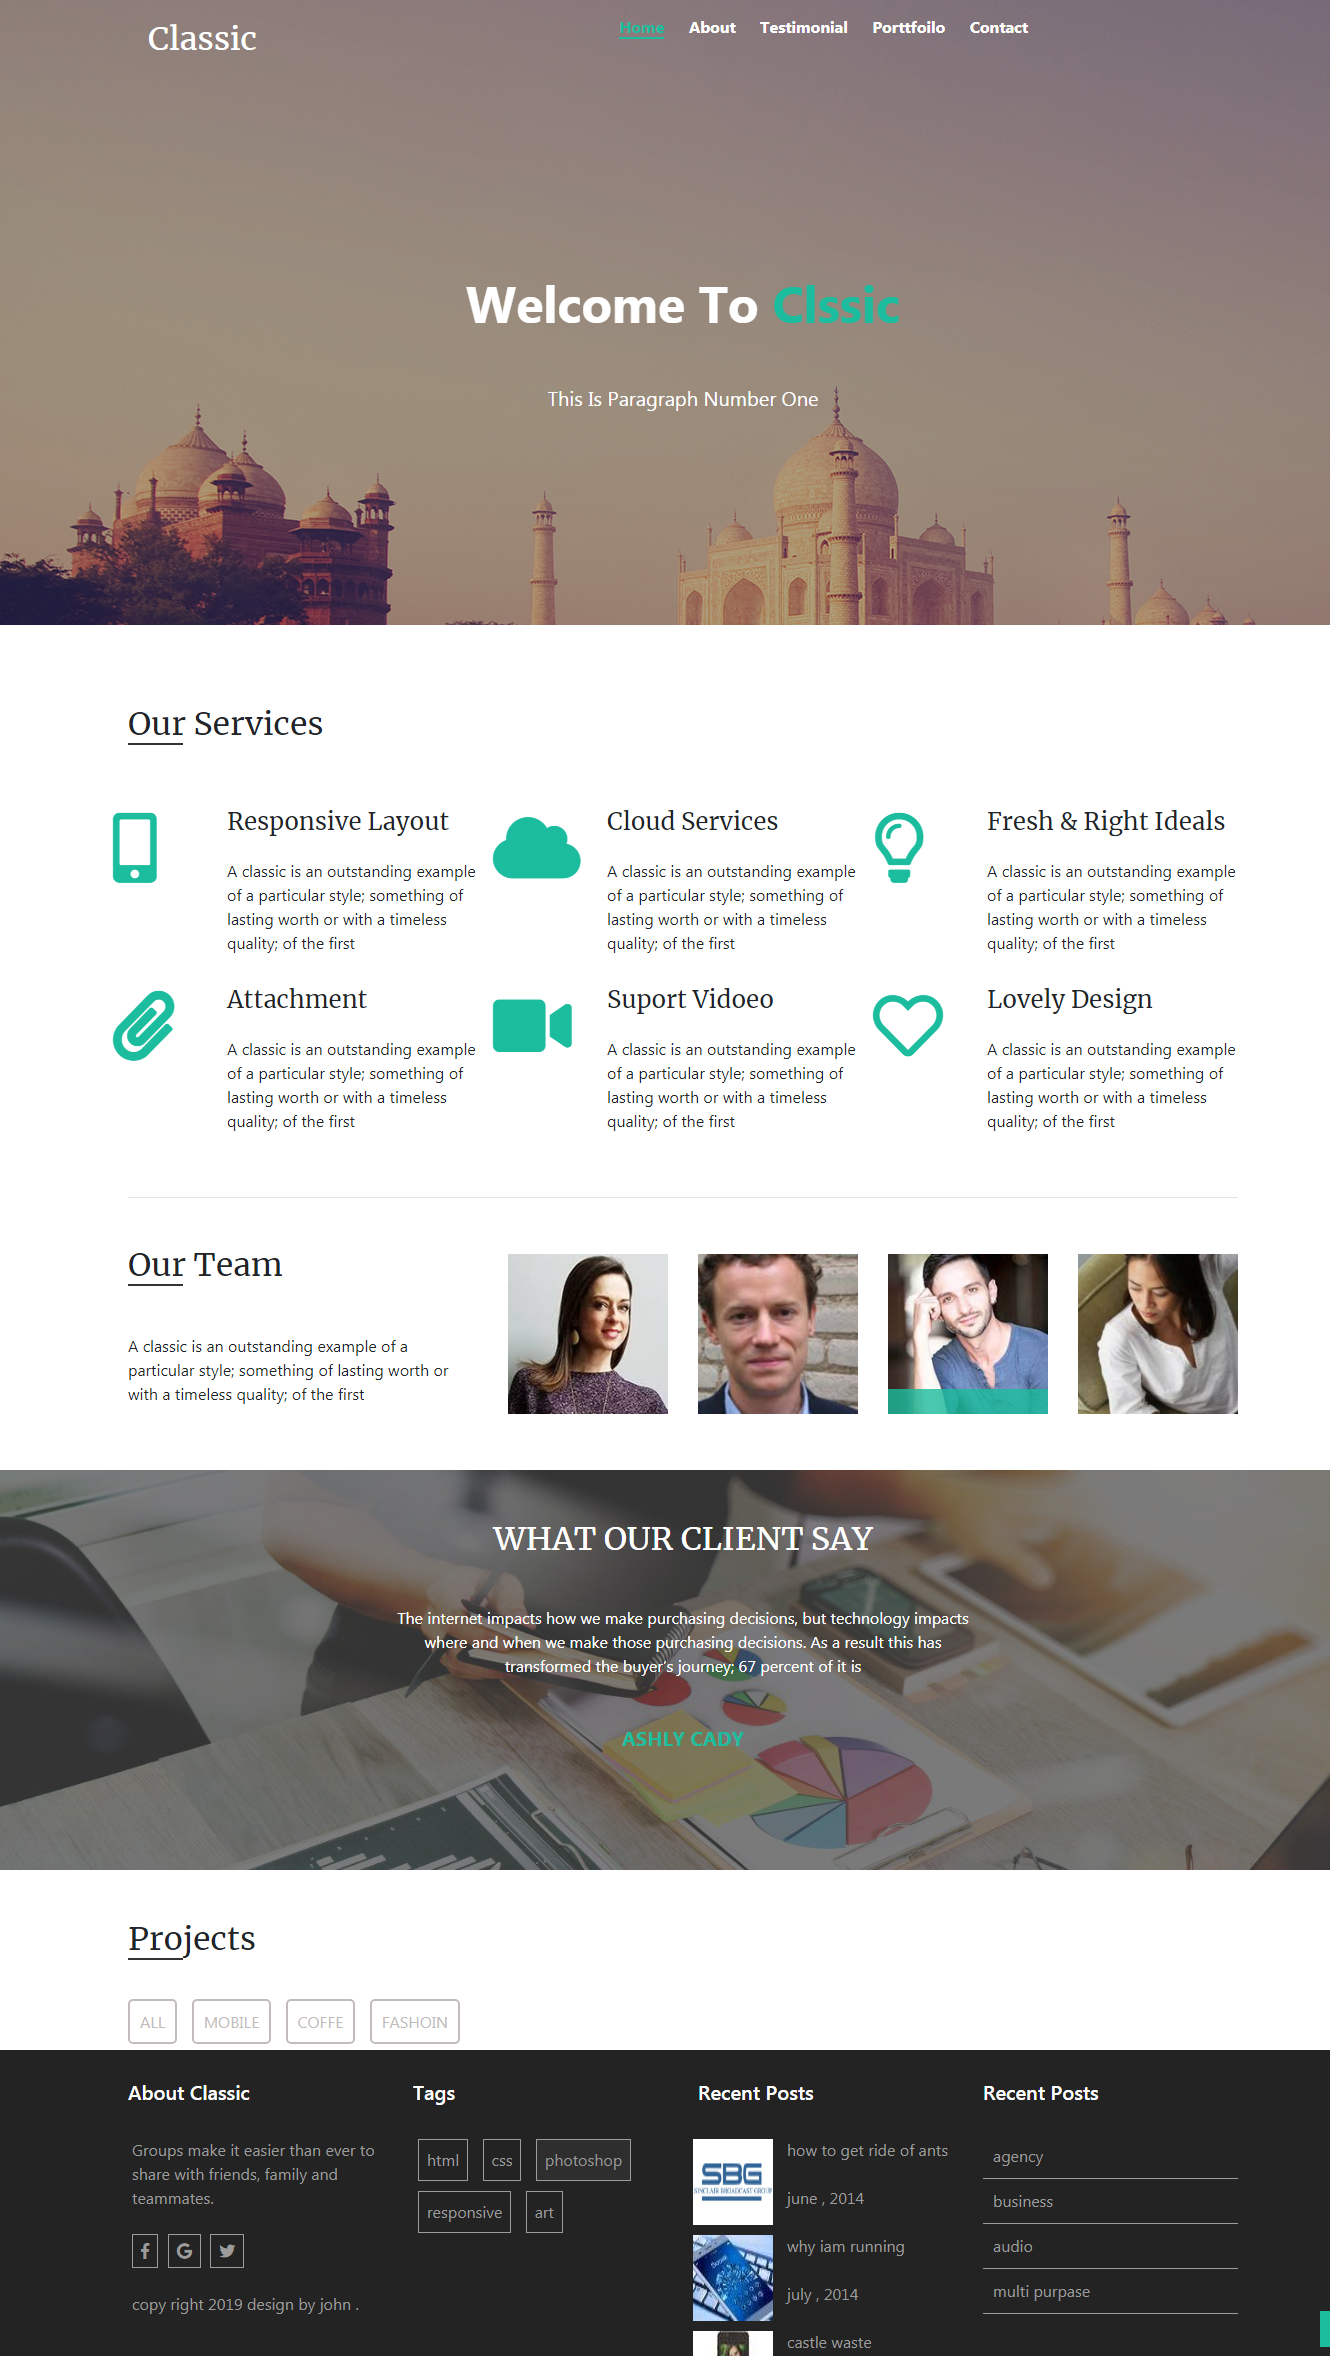 Classic
Home About Testimonial Porttfoilo Contact
Welcome To Clssic
This Is Paragraph Number One
Our Services
Responsive Layout
A classic is an outstanding example
of a particular style; something of
lasting worth or with a timeless
quality; of the first
Cloud Services
A classic is an outstanding example
of a particular style; something of
lasting worth or with a timeless
quality; of the first
Fresh & Right Ideals
A classic is an outstanding example
of a particular style; something of
lasting worth or with a timeless
quality; of the first
Attachment
A classic is an outstanding example
of a particular style; something of
lasting worth or with a timeless
quality; of the first
Suport Vidoeo
A classic is an outstanding example
of a particular style; something of
lasting worth or with a timeless
quality; of the first
Lovely Design
A classic is an outstanding example
of a particular style; something of
lasting worth or with a timeless
quality; of the first
Our Team
A classic is an outstanding example of a
particular style; something of lasting worth or
with a timeless quality; of the first
WHAT OUR CLIENT SAY
The internet impacts how we make purchasing decisions, but technology impacts
where and when we make those purchasing decisions. As a result this has
transformed the buyer's journey; 67 percent of it is
ASHLY CADY
Projects
ALL MOBILE COFFE FASHOIN
About Classic
Groups make it easier than ever to
share with friends, family and
teammates.
copy right 2019 design by john .
Tags
html css photoshop
responsive art
Recent Posts
SBG
SINCLAIR BROADCAST GROUP
how to get ride of ants
june , 2014
why iam running
july , 2014
castle waste
Recent Posts
agency
business
audio
multi purpase